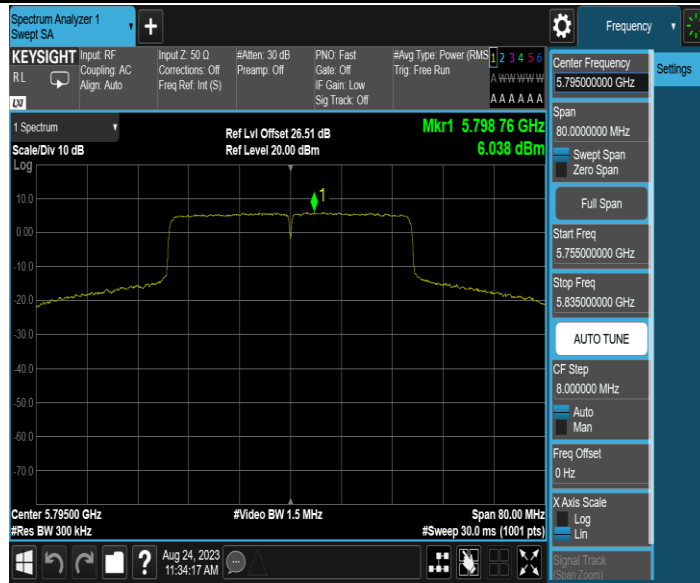 Spectrum Analyzer 1
Swept SA
+
Frequency
KEYSIGHT
RL
LXI
Input: RF
Coupling: AC
Align: Auto
Input Z: 50 Ω
Corrections: Off
Freq Ref: Int (S)
#Atten: 30 dB
Preamp: Off
PNO: Fast
Gate: Off
IF Gain: Low
Sig Track: Off
#Avg Type: Power (RMS
Trig: Free Run
1 2 3 4 5 6
A W W W W W
A A A A A A
Center Frequency
5.795000000 GHz
Settings
Span
80.0000000 MHz
Swept Span
Zero Span
Full Span
Start Freq
5.755000000 GHz
Stop Freq
5.835000000 GHz
AUTO TUNE
CF Step
8.000000 MHz
Auto
Man
Freq Offset
0 Hz
X Axis Scale
Log
Lin
Signal Track
(Span Zoom)
1 Spectrum
Scale/Div 10 dB
Log
Ref Lvl Offset 26.51 dB
Ref Level 20.00 dBm
Mkr1 5.798 76 GHz
6.038 dBm
1
10.0
0.00
-10.0
-20.0
-30.0
-40.0
-50.0
-60.0
-70.0
Center 5.79500 GHz
#Res BW 300 kHz
#Video BW 1.5 MHz
Span 80.00 MHz
#Sweep 30.0 ms (1001 pts)
?
Aug 24, 2023
11:34:17 AM